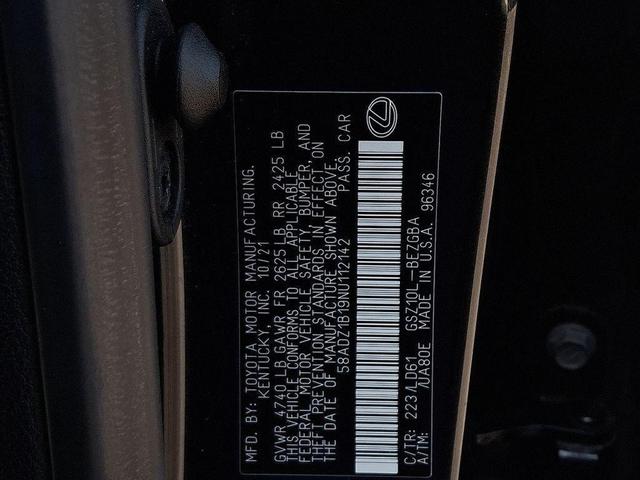 MFD. BY: TOYOTA MOTOR MANUFACTURING,
KENTUCKY, INC. 10/21
GVWR 4740 LB GAWR FR 2625 LB RR 2425 LB
THIS VEHICLE CONFORMS TO ALL APPLICABLE
FEDERAL MOTOR VEHICLE SAFETY, BUMPER, AND
THEFT PREVENTION STANDARDS IN EFFECT ON
THE DATE OF MANUFACTURE SHOWN ABOVE.
58ADZ1B19NU112142 PASS. CAR
C/TR: 223/LD61 GSZ10L-BEZGBA
A/TM: /UA80E MADE IN U.S.A. 96346